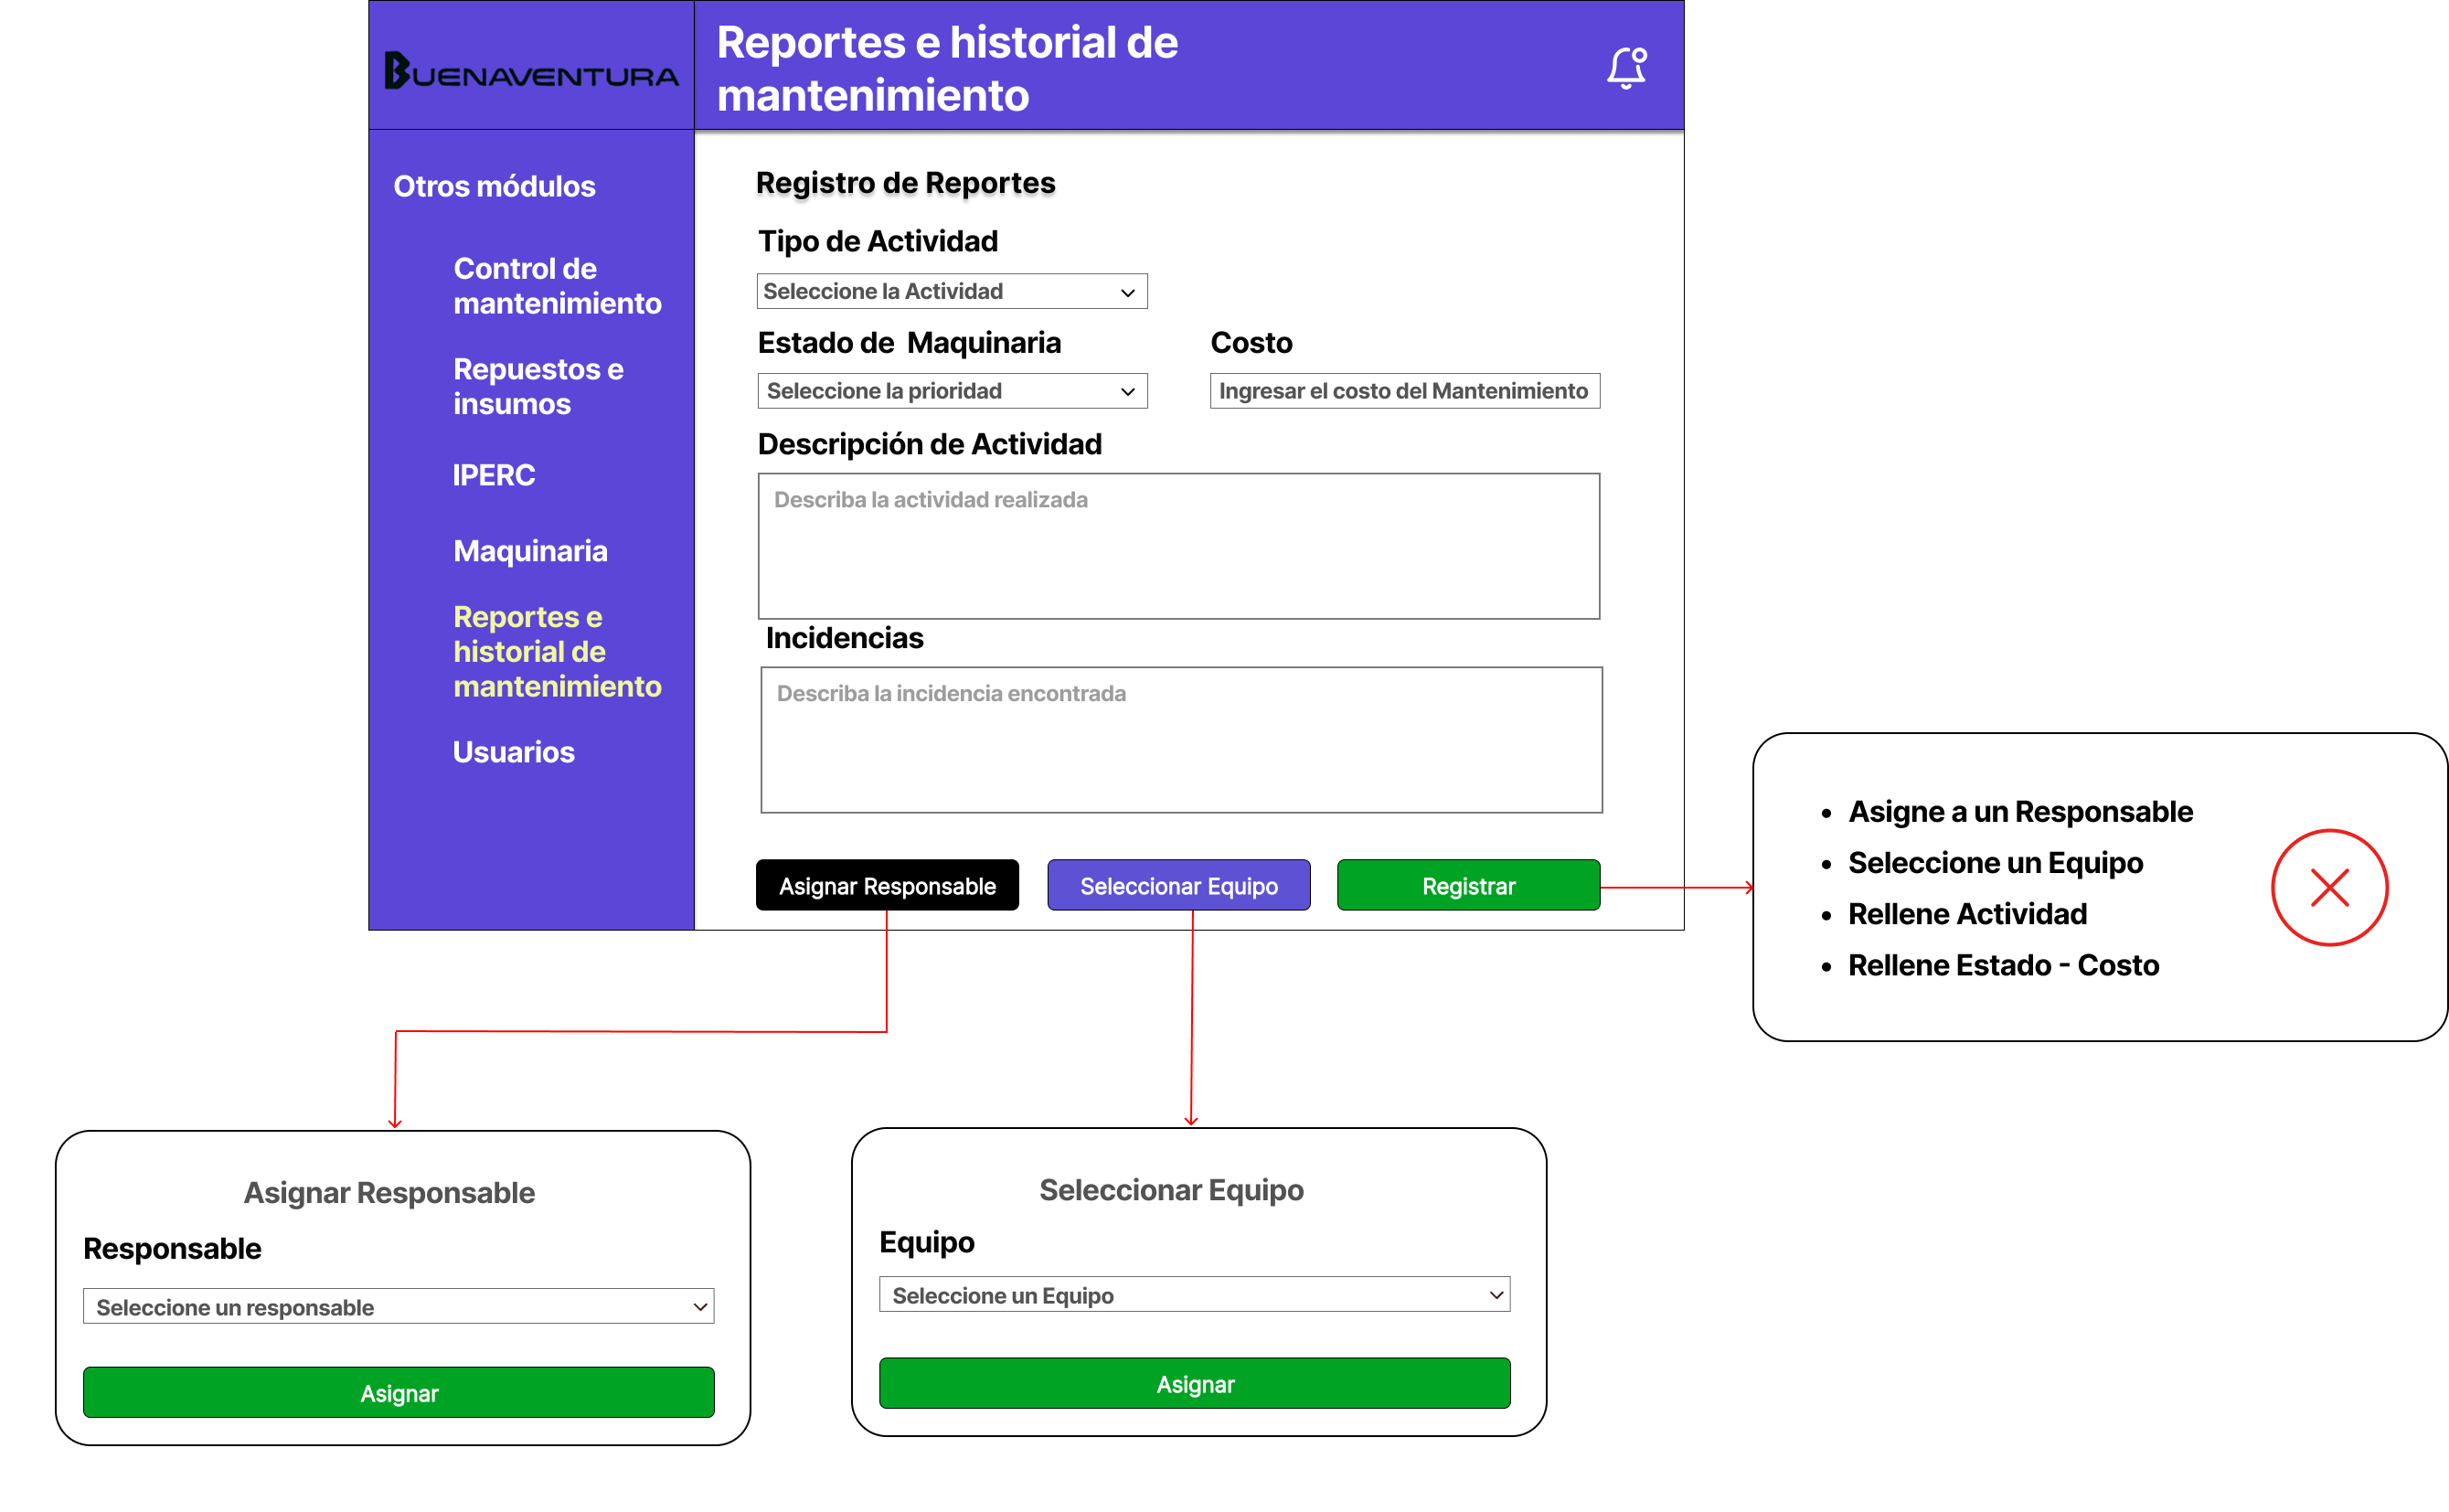 BUENAVENTURA
Reportes e historial de
mantenimiento
Otros módulos
Control de
mantenimiento
Repuestos e
insumos
IPERC
Maquinaria
Reportes e
historial de
mantenimiento
Usuarios
Registro de Reportes
Tipo de Actividad
Seleccione la Actividad
Estado de  Maquinaria
Costo
Seleccione la prioridad
Ingresar el costo del Mantenimiento
Descripción de Actividad
Describa la actividad realizada
Incidencias
Describa la incidencia encontrada
Asignar Responsable
Seleccionar Equipo
Registrar
• Asigne a un Responsable
• Seleccione un Equipo
• Rellene Actividad
• Rellene Estado - Costo
Asignar Responsable
Responsable
Seleccione un responsable
Asignar
Seleccionar Equipo
Equipo
Seleccione un Equipo
Asignar